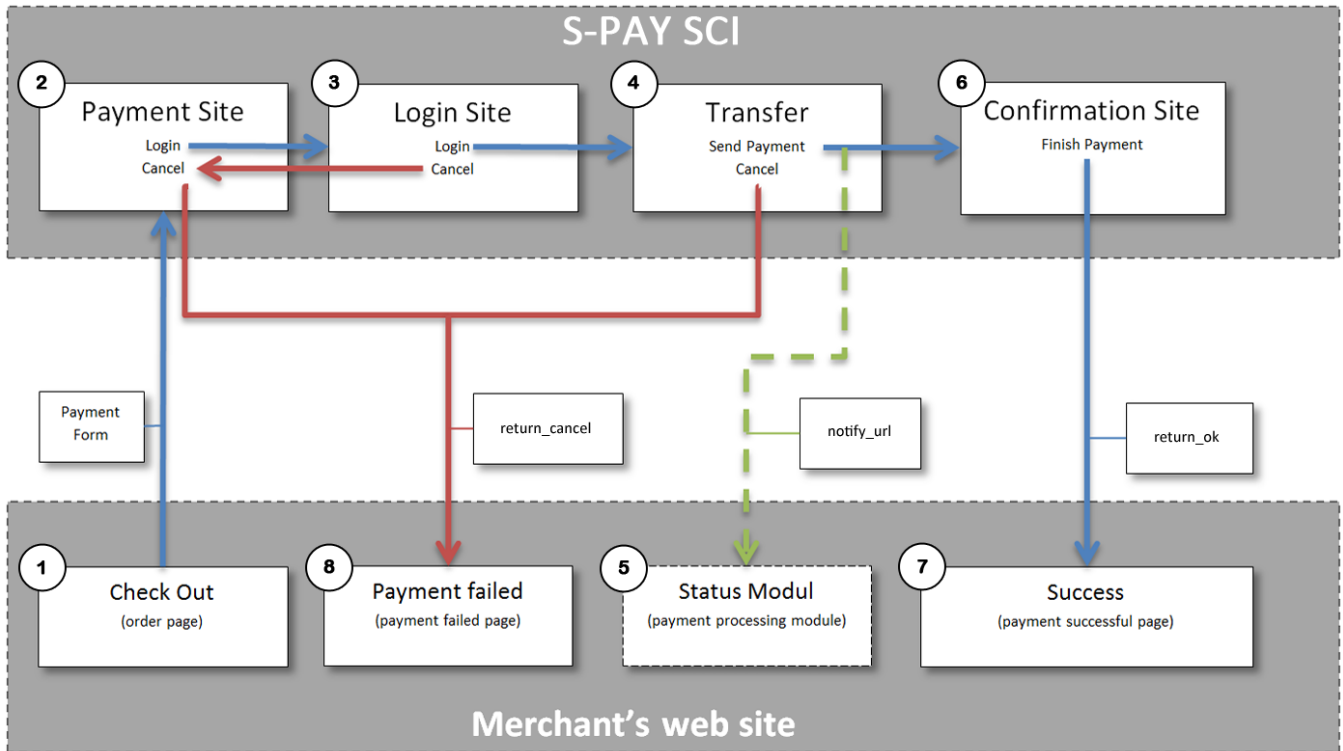 S-PAY SCI
2
Payment Site
Login
Cancel
3
Login Site
Login
Cancel
4
Transfer
Send Payment
Cancel
6
Confirmation Site
Finish Payment
Payment
Form
return_cancel
notify_url
return_ok
1
Check Out
(order page)
8
Payment failed
(payment failed page)
5
Status Modul
(payment processing module)
7
Success
(payment successful page)
Merchant's web site